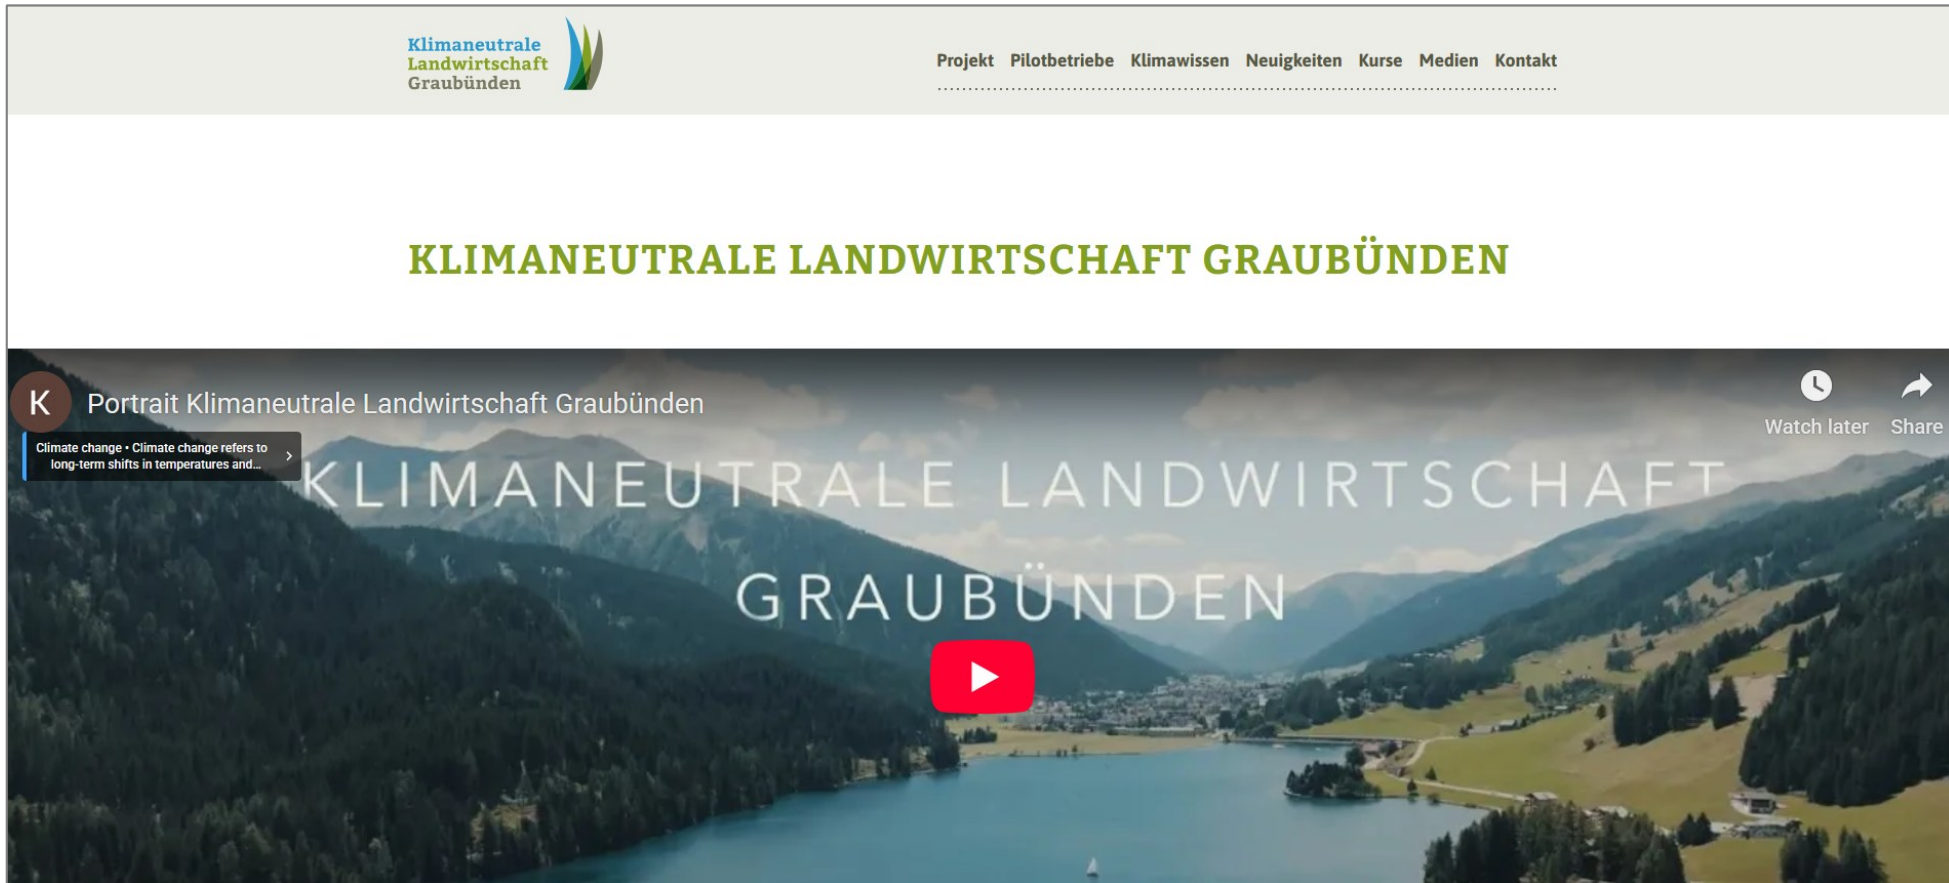 Klimaneutrale
Landwirtschaft
Graubünden
Projekt Pilotbetriebe Klimawissen Neuigkeiten Kurse Medien Kontakt
KLIMANEUTRALE LANDWIRTSCHAFT GRAUBÜNDEN
K Portrait Klimaneutrale Landwirtschaft Graubünden
Watch later Share
Climate change • Climate change refers to
long-term shifts in temperatures and...
KLIMANEUTRALE LANDWIRTSCHAFT
GRAUBÜNDEN